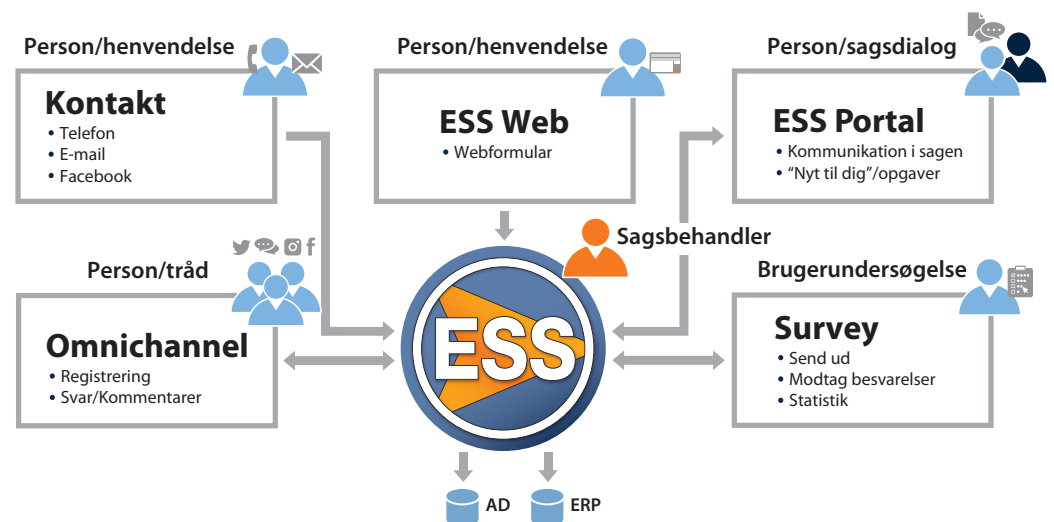 Person/henvendelse
Kontakt
• Telefon
• E-mail
• Facebook
Person/henvendelse
ESS Web
• Webformular
Person/sagsdialog
ESS Portal
• Kommunikation i sagen
• “Nyt til dig”/opgaver
Sagsbehandler
Person/tråd
Omnichannel
• Registrering
• Svar/Kommentarer
ESS
Brugerundersøgelse
Survey
• Send ud
• Modtag besvarelser
• Statistik
AD
ERP